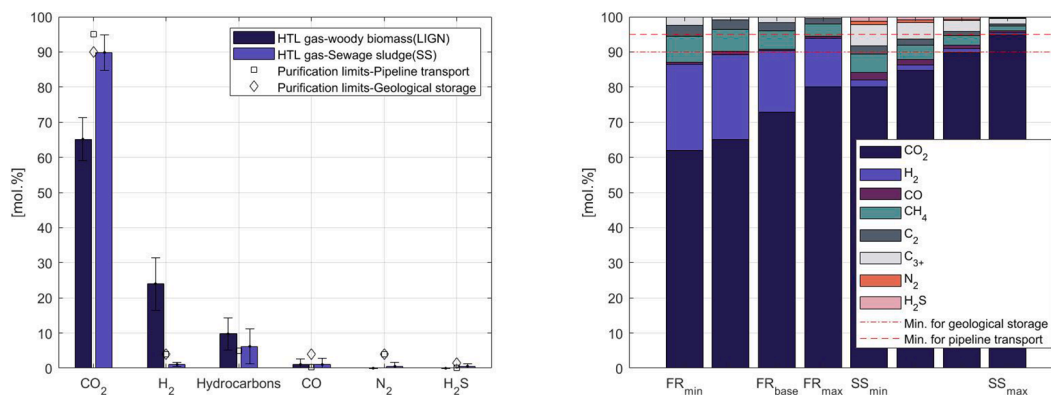 100
90
80
70
60
50
40
30
20
10
0
[mol.%]
HTL gas-woody biomass(LIGN)
HTL gas-Sewage sludge(SS)
Purification limits-Pipeline transport
Purification limits-Geological storage
CO2
H2
Hydrocarbons
CO
N2
H2S
100
90
80
70
60
50
40
30
20
10
0
[mol.%]
CO2
H2
CO
CH4
C2
C3+
N2
H2S
Min. for geological storage
Min. for pipeline transport
FRmin
FRbase
FRmax
SSmin
SSmax